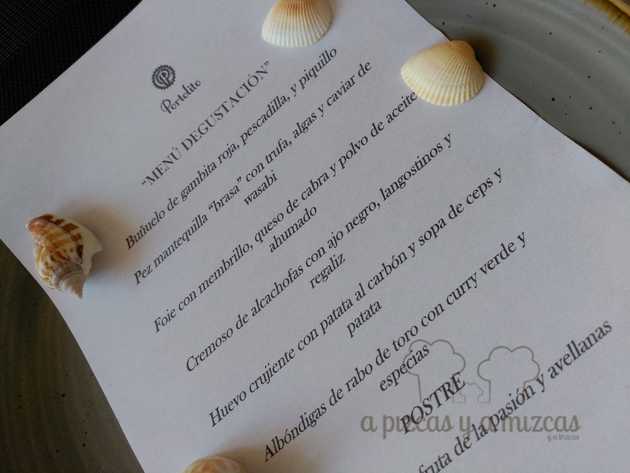 Portolito
"MENÚ DEGUSTACIÓN"
Buñuelo de gambita roja, pescadilla, y piquillo
Pez mantequilla "brasa" con trufa, algas y caviar de
wasabi
Foie con membrillo, queso de cabra y polvo de aceite
ahumado
Cremoso de alcachofas con ajo negro, langostinos y
regaliz
Huevo crujiente con patata al carbón y sopa de ceps y
patata
Albóndigas de rabo de toro con curry verde y
especias
POSTRE
fruta de la pasión y avellanas
a pizcas y a mizcas